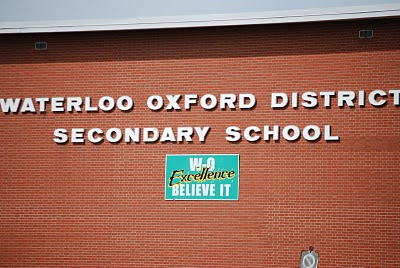 WATERLOO OXFORD DISTRICT
SECONDARY SCHOOL
W-O
Excellence
BELIEVE IT